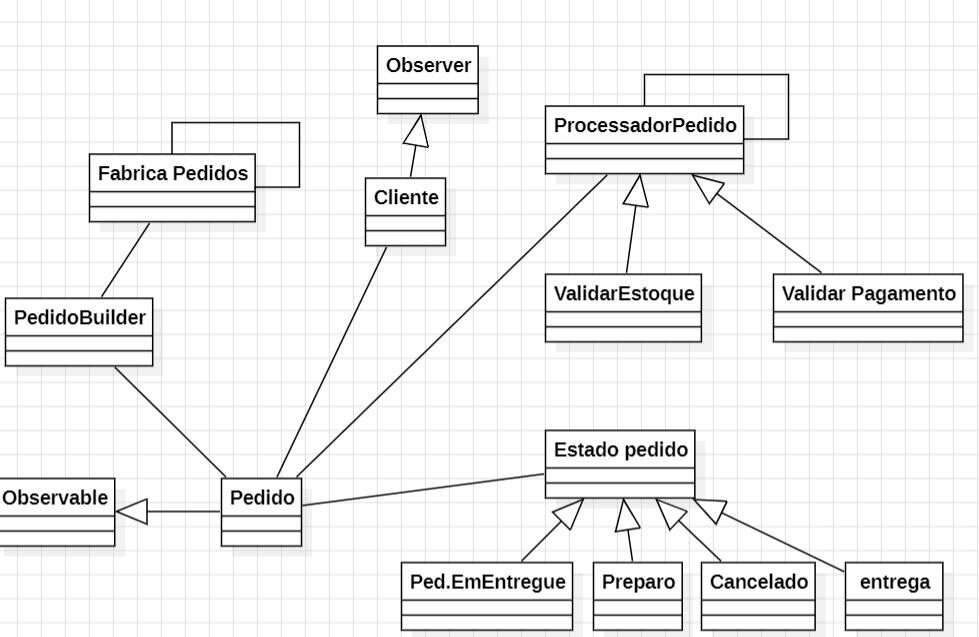 Observer
ProcessadorPedido
Fabrica Pedidos
Cliente
ValidarEstoque
Validar Pagamento
PedidoBuilder
Estado pedido
Observable
Pedido
Ped.EmEntregue
Preparo
Cancelado
entrega